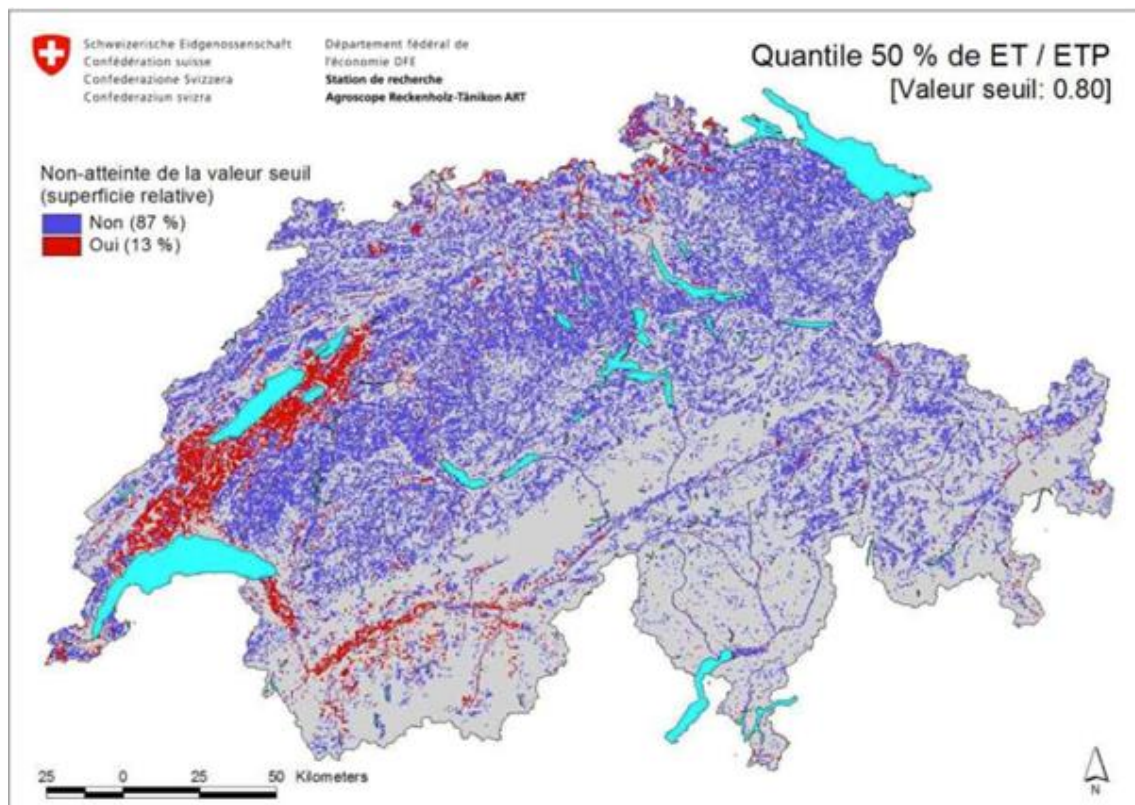 Schweizerische Eidgenossenschaft
Confédération suisse
Confederazione Svizzera
Confederaziun svizra
Département fédéral de
l'économie DFE
Station de recherche
Agroscope Reckenholz-Tänikon ART
Quantile 50 % de ET / ETP
[Valeur seuil: 0.80]
Non-atteinte de la valeur seuil
(superficie relative)
Non (87 %)
Oui (13 %)
25 0 25 50 Kilometers
N